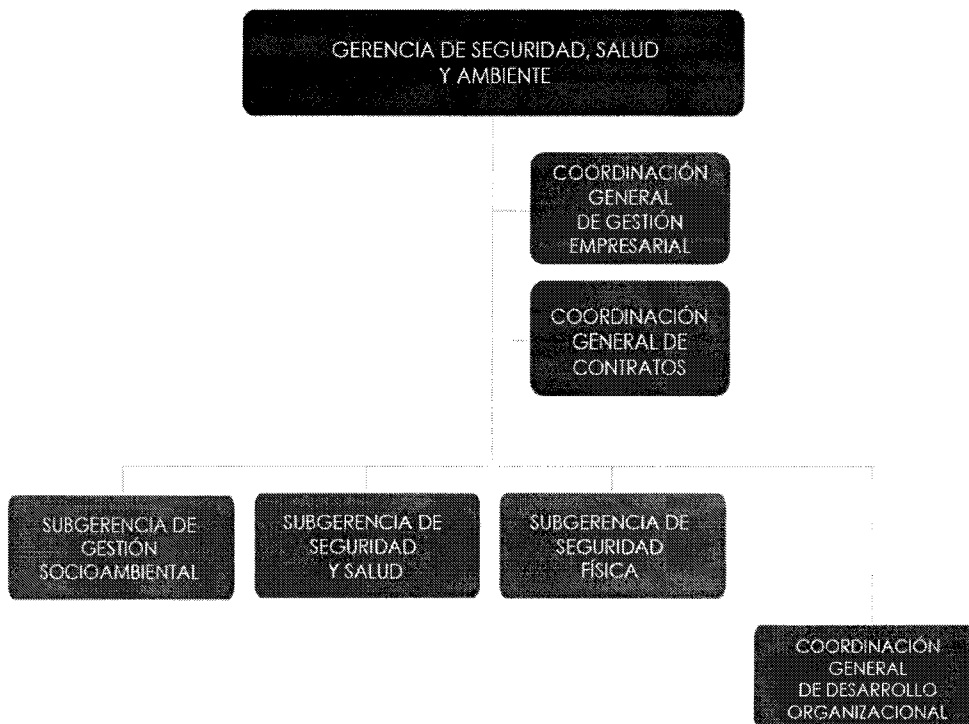 GERENCIA DE SEGURIDAD, SALUD
Y AMBIENTE
COORDINACIÓN
GENERAL
DE GESTIÓN
EMPRESARIAL
COORDINACIÓN
GENERAL DE
CONTRATOS
SUBGERENCIA DE
GESTIÓN
SOCIOAMBIENTAL
SUBGERENCIA DE
SEGURIDAD
Y SALUD
SUBGERENCIA DE
SEGURIDAD
FÍSICA
COORDINACIÓN
GENERAL
DE DESARROLLO
ORGANIZACIONAL